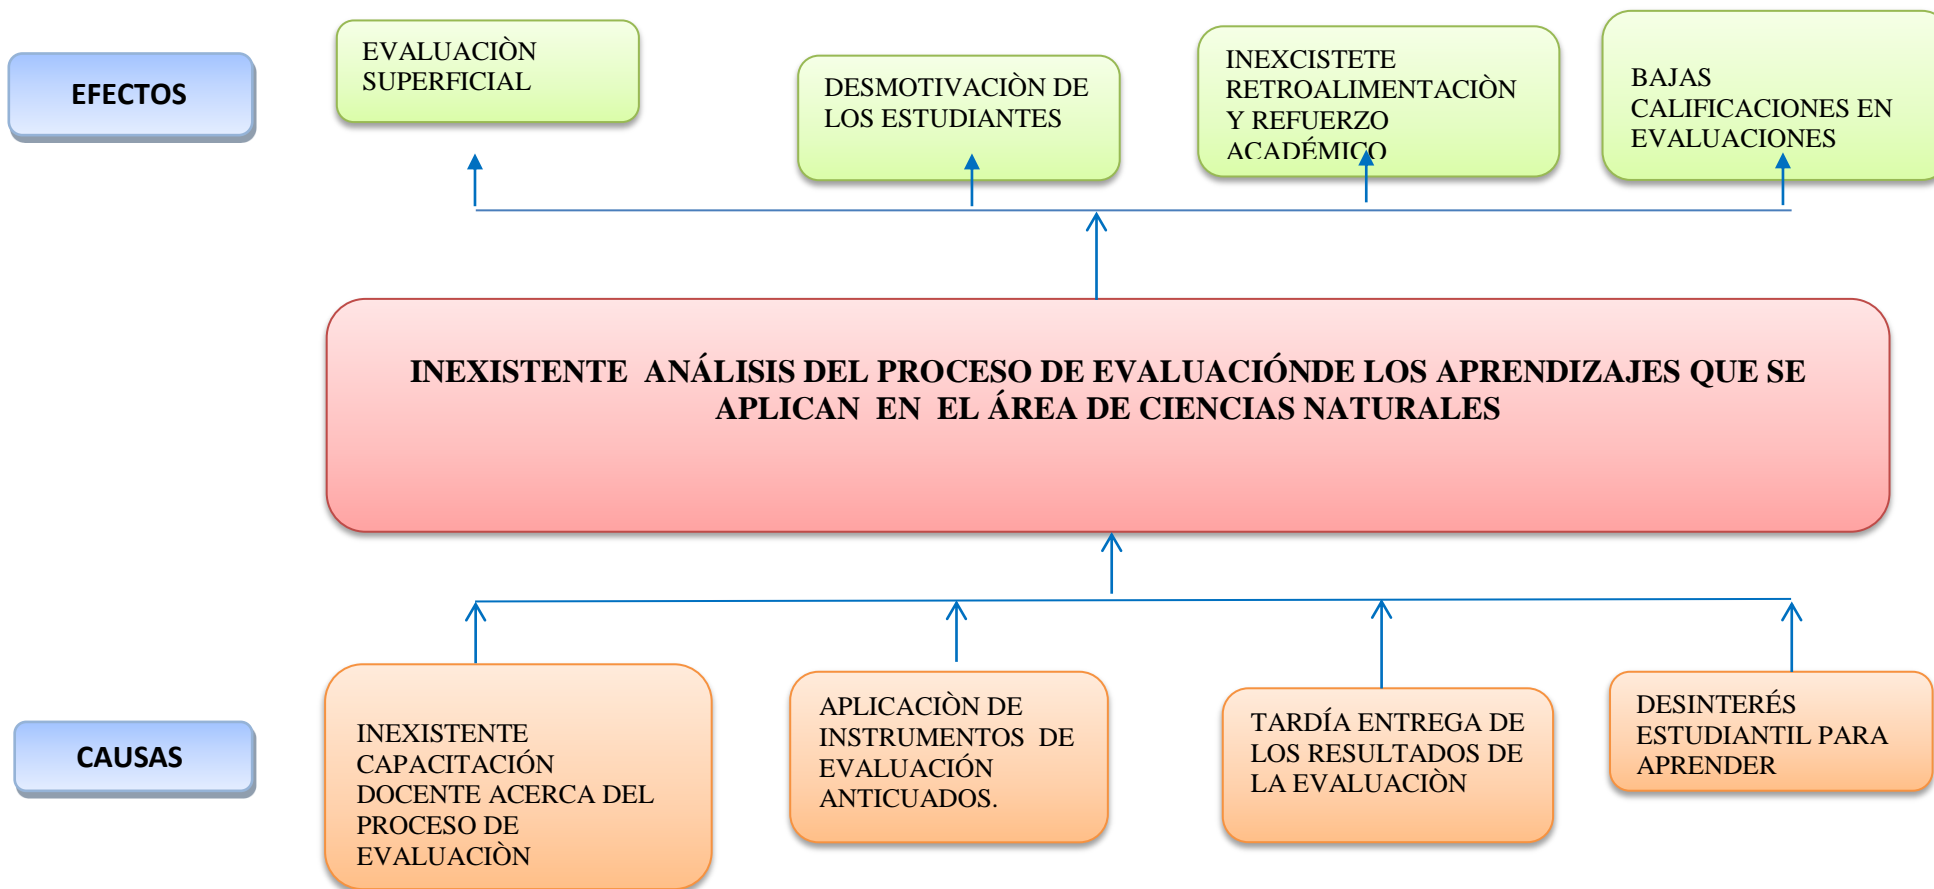 EFECTOS
EVALUACIÒN
SUPERFICIAL
DESMOTIVACIÒN DE
LOS ESTUDIANTES
INEXCISTETE
RETROALIMENTACIÒN
Y REFUERZO
ACADÉMICO
BAJAS
CALIFICACIONES EN
EVALUACIONES
INEXISTENTE  ANÁLISIS DEL PROCESO DE EVALUACIÓNDE LOS APRENDIZAJES QUE SE
APLICAN  EN  EL ÁREA DE CIENCIAS NATURALES
CAUSAS
INEXISTENTE
CAPACITACIÓN
DOCENTE ACERCA DEL
PROCESO DE
EVALUACIÒN
APLICACIÒN DE
INSTRUMENTOS  DE
EVALUACIÓN
ANTICUADOS.
TARDÍA ENTREGA DE
LOS RESULTADOS DE
LA EVALUACIÒN
DESINTERÉS
ESTUDIANTIL PARA
APRENDER